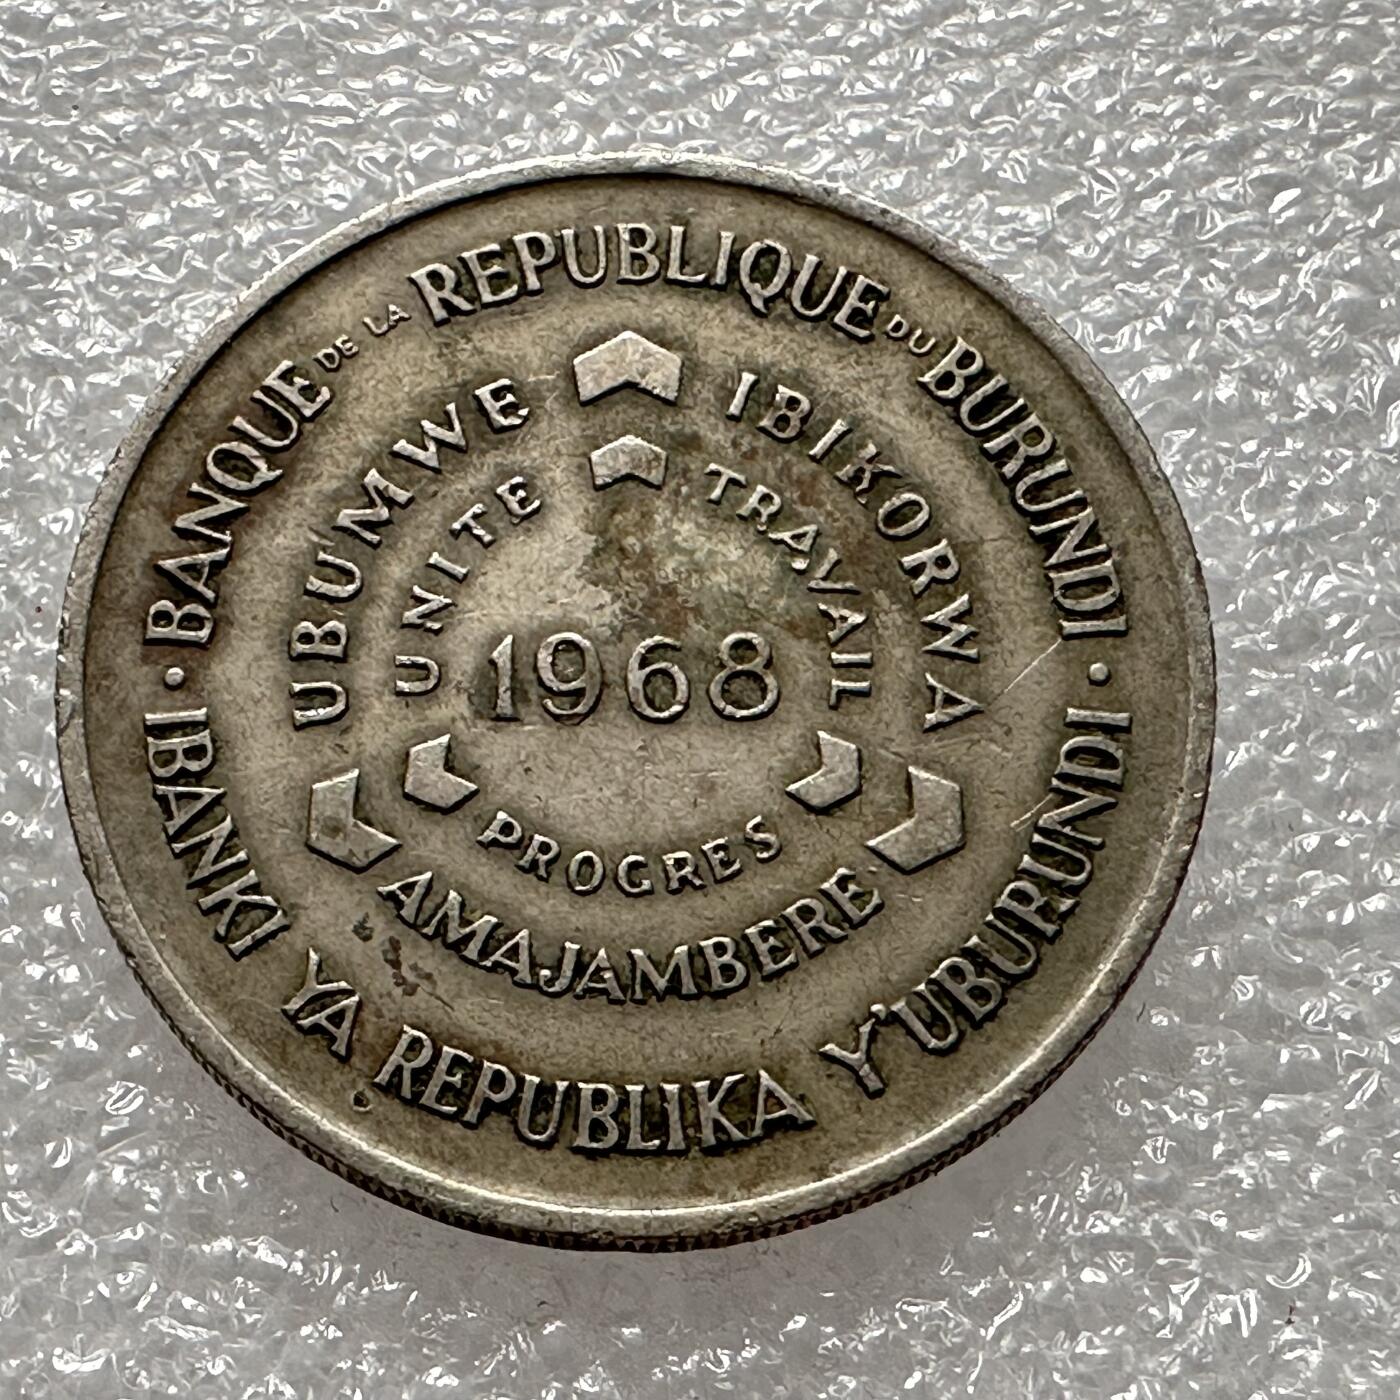 BANQUE DE LA REPUBLIQUE DU BURUNDI
· IBANKI YA REPUBLIKA Y'UBURUNDI ·
UBUMWE IBIKORWA AMAJAMBERE
UNITE TRAVAIL PROGRES
1968